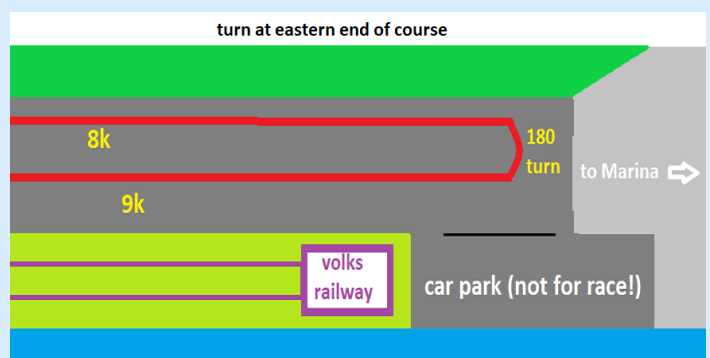 turn at eastern end of course
8k
180
turn
to Marina
9k
volks
railway
car park (not for race!)